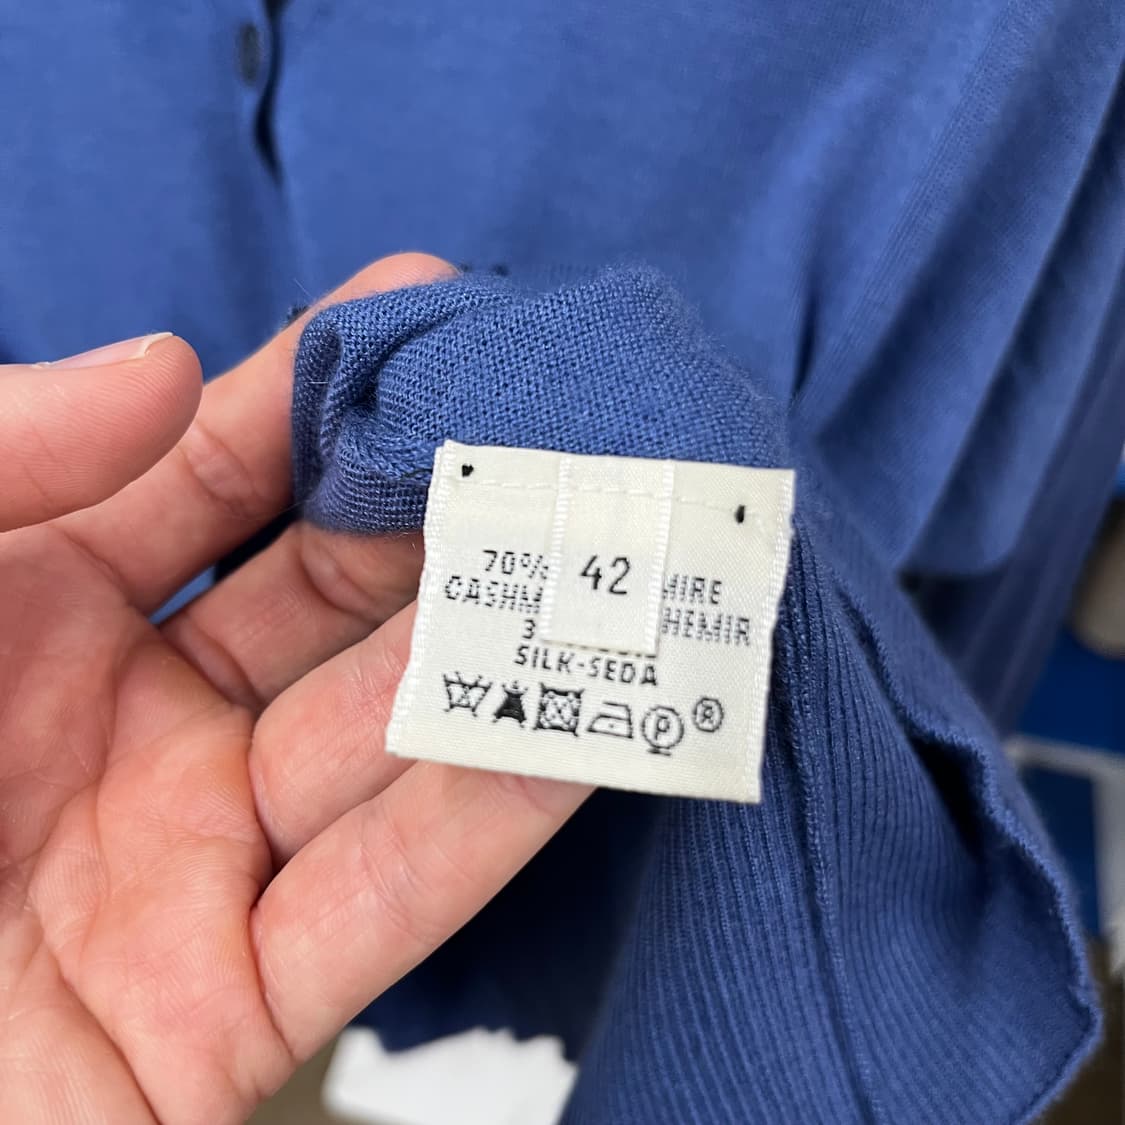 70%
42
CASHM HIRE
HEMIR
3
SILK-SEDA
P ®